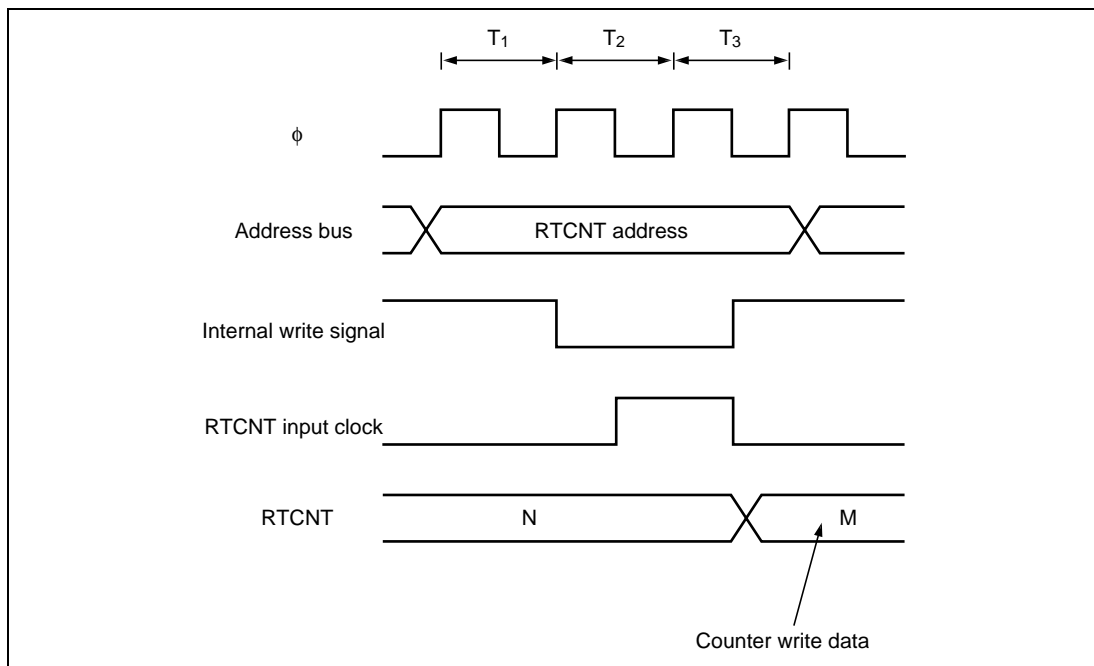 T1 T2 T3
ϕ
Address bus
RTCNT address
Internal write signal
RTCNT input clock
RTCNT
N
M
Counter write data